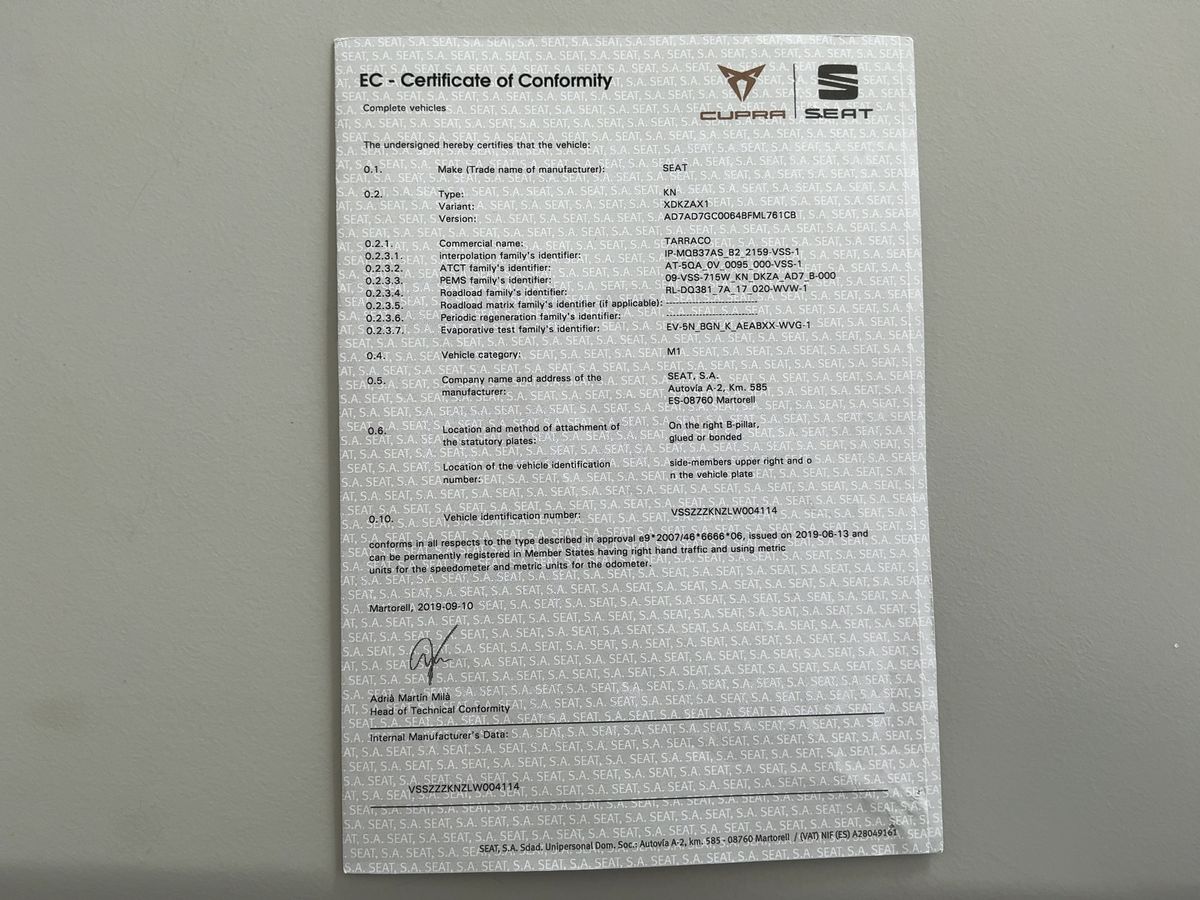 EC - Certificate of Conformity
Complete vehicles
CUPRA SEAT
The undersigned hereby certifies that the vehicle:
0.1. Make (Trade name of manufacturer): SEAT
0.2. Type: KN
Variant: XDKZAX1
Version: AD7AD7GC0064BFML761CB
0.2.1. Commercial name: TARRACO
0.2.3.1. Interpolation family's identifier: IP-MQB37AS_B2_2159-VSS-1
0.2.3.2. ATCT family's identifier: AT-5QA_0V_0095_000-VSS-1
0.2.3.3. PEMS family's identifier: 09-VSS-715W_KN_DKZA_AD7_B-000
0.2.3.4. Roadload family's identifier: RL-DQ381_7A_17_020-WVW-1
0.2.3.5. Roadload matrix family's identifier (if applicable): ------------------------
0.2.3.6. Periodic regeneration family's identifier: ------------------------
0.2.3.7. Evaporative test family's identifier: EV-5N_BGN_K_AEABXX-WVG-1
0.4. Vehicle category: M1
0.5. Company name and address of the SEAT, S.A.
manufacturer: Autovía A-2, Km. 585
ES-08760 Martorell
0.6. Location and method of attachment of On the right B-pillar,
the statutory plates: glued or bonded
Location of the vehicle identification side-members upper right and o
number: n the vehicle plate
0.10. Vehicle identification number: VSSZZZKNZLW004114
conforms in all respects to the type described in approval e9*2007/46*6666*06, issued on 2019-06-13 and
can be permanently registered in Member States having right hand traffic and using metric
units for the speedometer and metric units for the odometer.
Martorell, 2019-09-10
Adrià Martín Milà
Head of Technical Conformity
Internal Manufacturer's Data:
VSSZZZKNZLW004114
SEAT, S.A. Sdad. Unipersonal Dom. Soc.: Autovía A-2, km. 585 - 08760 Martorell / (VAT) NIF (ES) A28049161